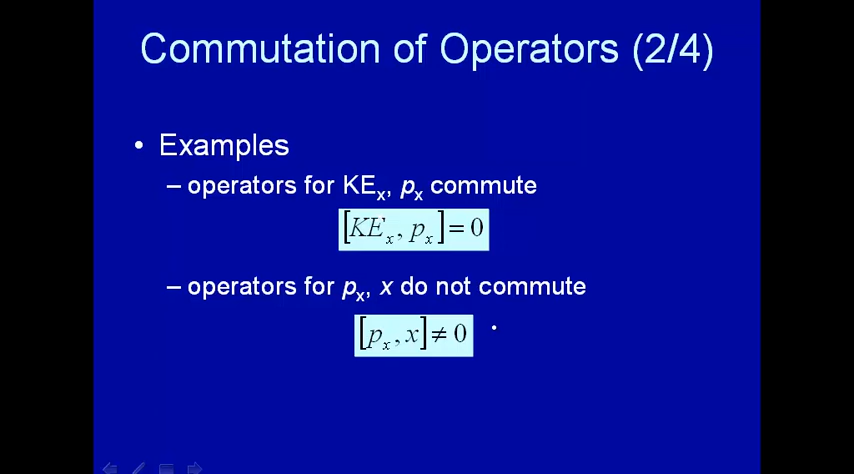 Commutation of Operators (2/4)
• Examples
– operators for KEₓ, pₓ commute
[KEₓ, pₓ] = 0
– operators for pₓ, x do not commute
[pₓ, x] ≠ 0